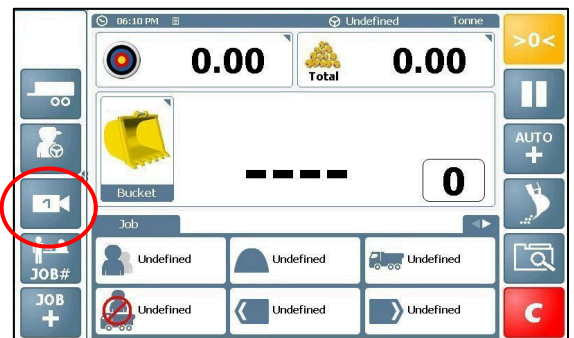 06:10 PM Undefined Tonne
>0<
0.00 Total 0.00
AUTO
+
1
Bucket ---- 0
Job
JOB#
Undefined Undefined Undefined
JOB
+
Undefined Undefined Undefined
C